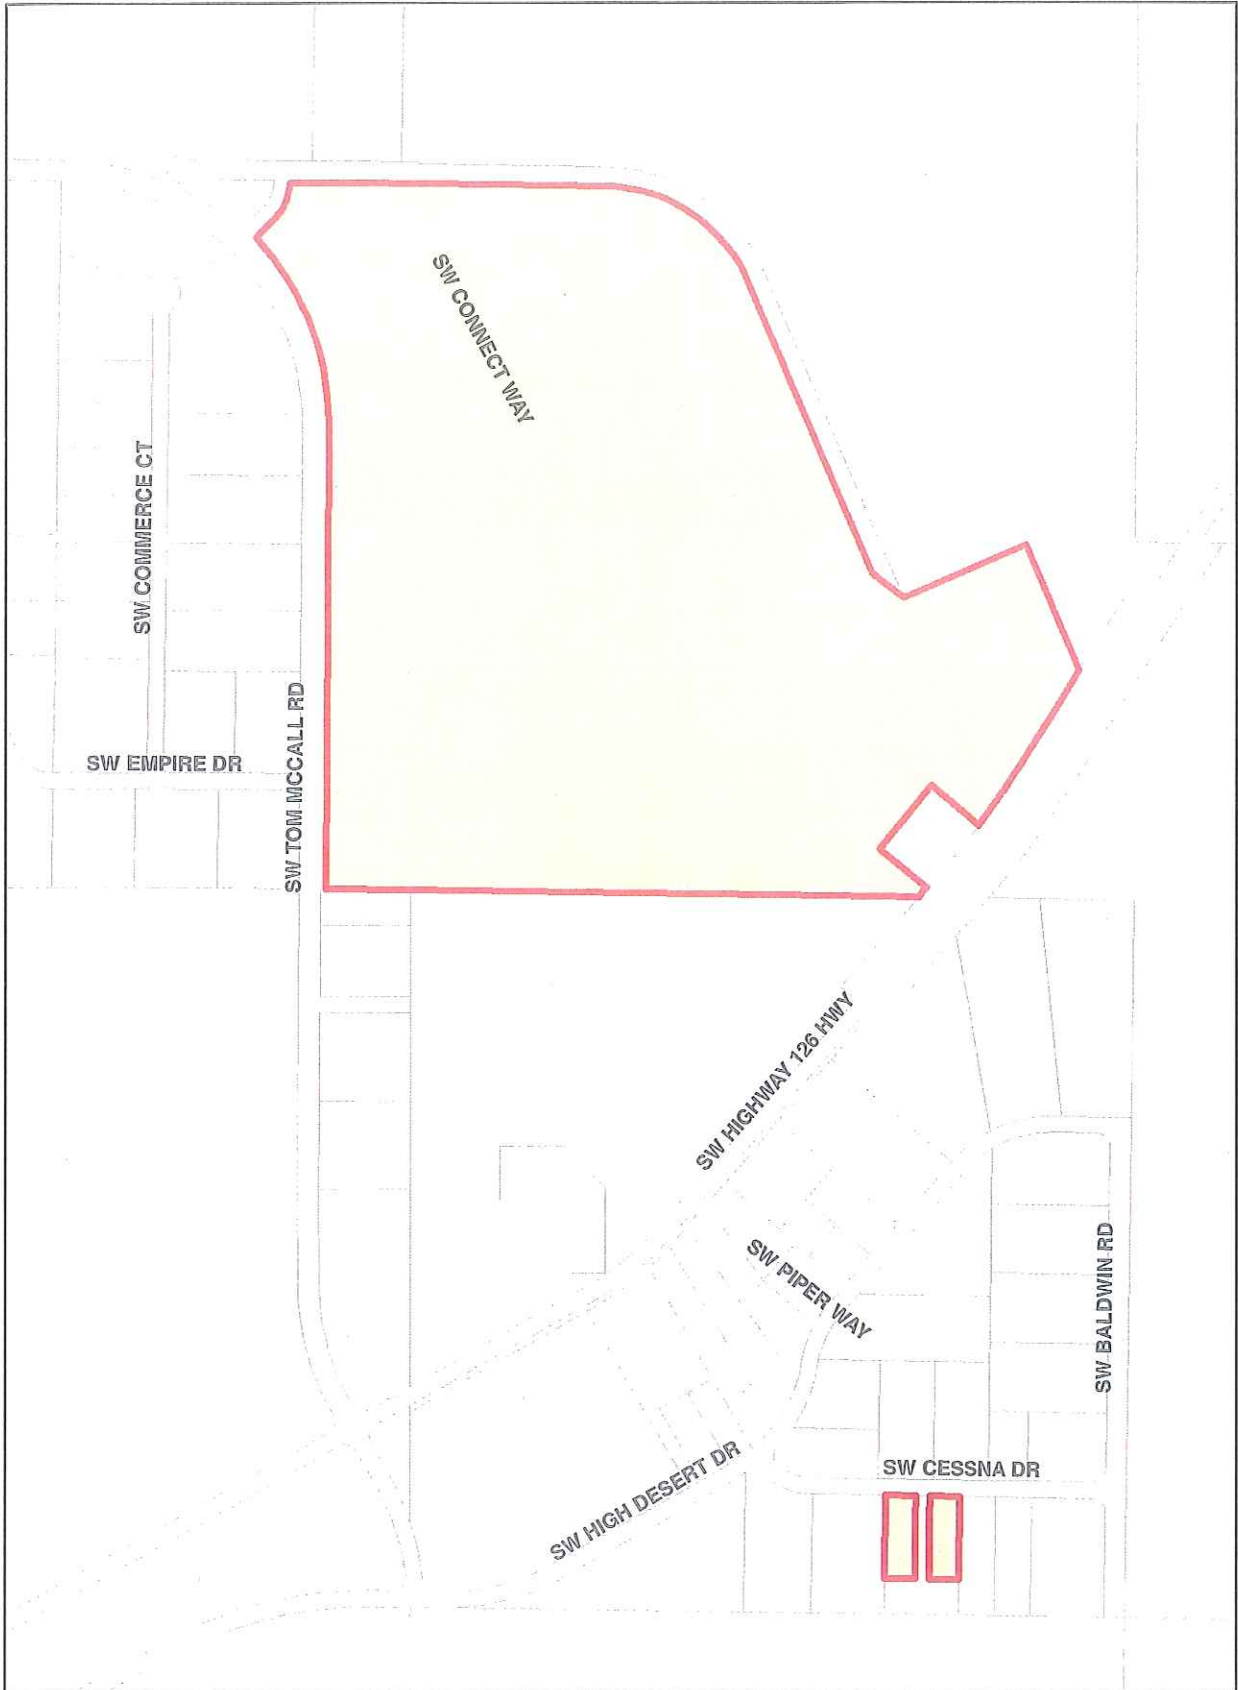 SW CONNECT WAY
SW COMMERCE CT
SW EMPIRE DR
SW TOM MCCALL RD
SW HIGHWAY 126 HWY
SW PIPER WAY
SW BALDWIN RD
SW HIGH DESERT DR
SW CESSNA DR